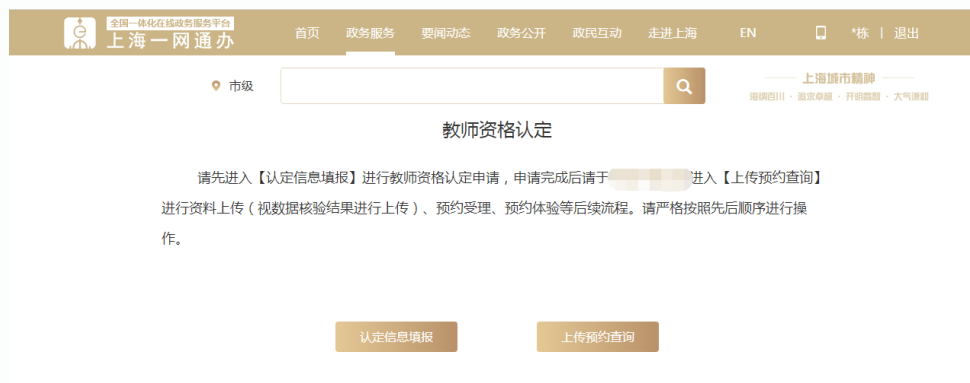 全国一体化在线政务服务平台
上海一网通办
首页 政务服务 要闻动态 政务公开 政民互动 走进上海 EN *栋 | 退出
市级
上海城市精神
海纳百川 · 追求卓越 · 开明睿智 · 大气谦和
教师资格认定
请先进入【认定信息填报】进行教师资格认定申请，申请完成后请于 进入【上传预约查询】
进行资料上传（视数据核验结果进行上传）、预约受理、预约体验等后续流程。请严格按照先后顺序进行操
作。
认定信息填报 上传预约查询